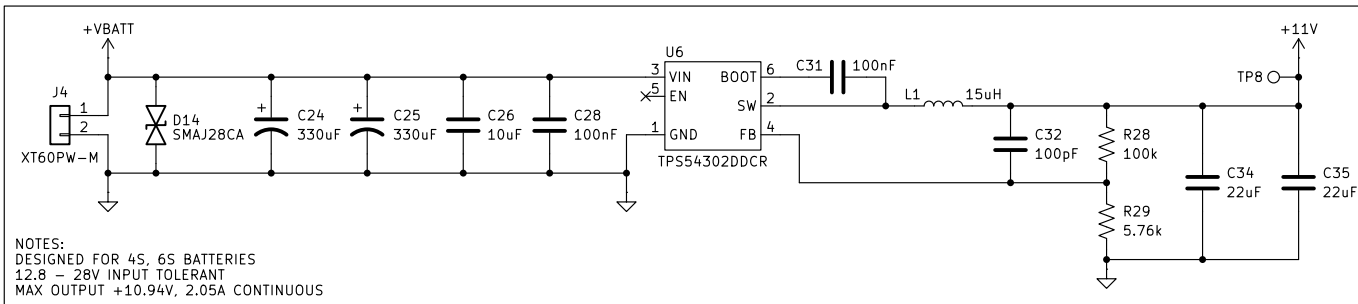 +VBATT
J4
1
2
XT60PW-M
D14
SMAJ28CA
+
C24
330uF
+
C25
330uF
C26
10uF
C28
100nF
U6
3 VIN
5 EN
1 GND
BOOT 6
SW 2
FB 4
TPS54302DDCR
C31 100nF
L1 15uH
C32
100pF
R28
100k
R29
5.76k
+11V
TP8
C34
22uF
C35
22uF
NOTES:
DESIGNED FOR 4S, 6S BATTERIES
12.8 – 28V INPUT TOLERANT
MAX OUTPUT +10.94V, 2.05A CONTINUOUS